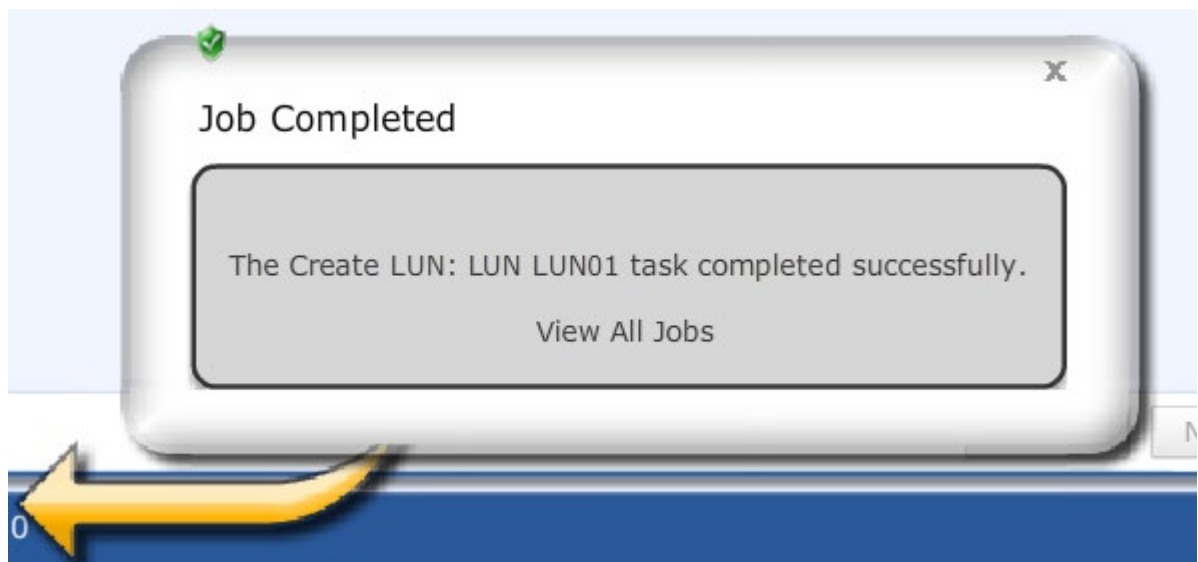 x
Job Completed
The Create LUN: LUN LUN01 task completed successfully.
View All Jobs
N
0